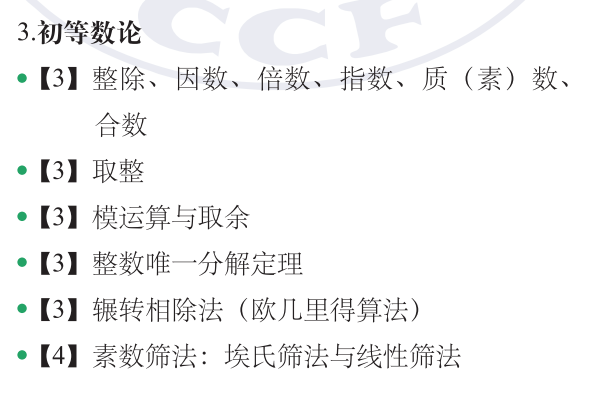 CCF
3.初等数论
•【3】整除、因数、倍数、指数、质（素）数、
合数
•【3】取整
•【3】模运算与取余
•【3】整数唯一分解定理
•【3】辗转相除法（欧几里得算法）
•【4】素数筛法：埃氏筛法与线性筛法